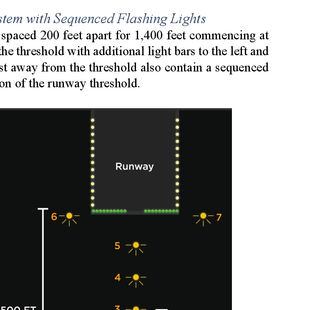 stem with Sequenced Flashing Lights
spaced 200 feet apart for 1,400 feet commencing at
the threshold with additional light bars to the left and
st away from the threshold also contain a sequenced
on of the runway threshold.
Runway
6
7
5
4
3
500 FT